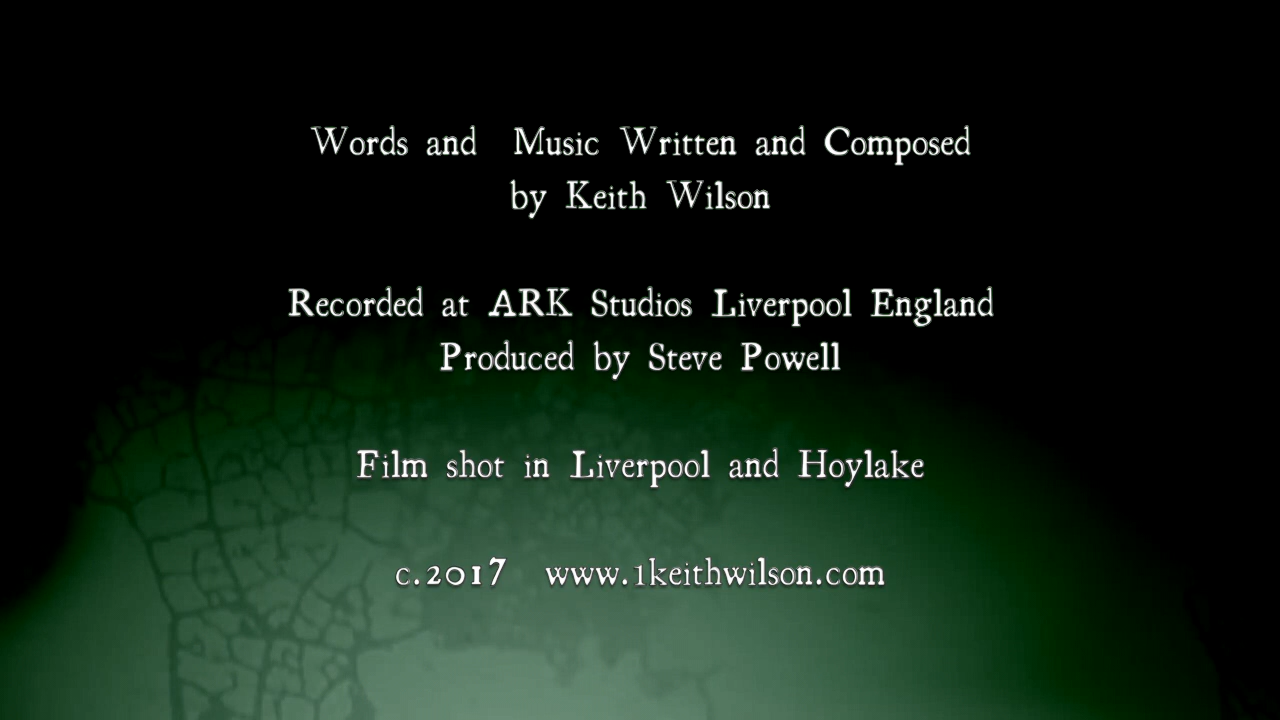 Words and Music Written and Composed
by Keith Wilson
Recorded at ARK Studios Liverpool England
Produced by Steve Powell
Film shot in Liverpool and Hoylake
c.2017 www.1keithwilson.com